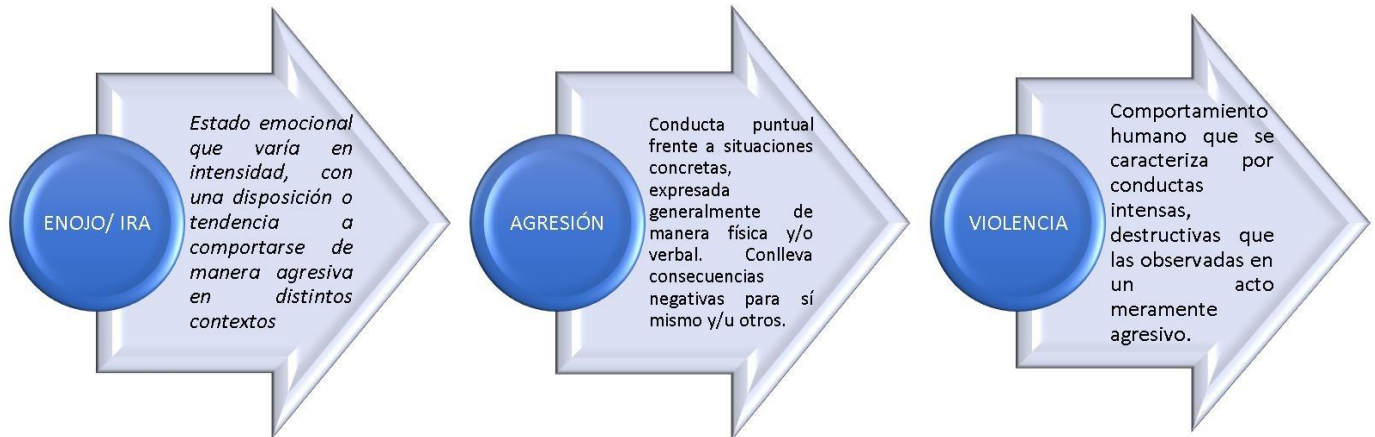 ENOJO/ IRA
Estado emocional
que varía en
intensidad, con
una disposición o
tendencia a
comportarse de
manera agresiva
en distintos
contextos
AGRESIÓN
Conducta puntual
frente a situaciones
concretas,
expresada
generalmente de
manera física y/o
verbal. Conlleva
consecuencias
negativas para sí
mismo y/u otros.
VIOLENCIA
Comportamiento
humano que se
caracteriza por
conductas
intensas,
destructivas que
las observadas en
un acto
meramente
agresivo.